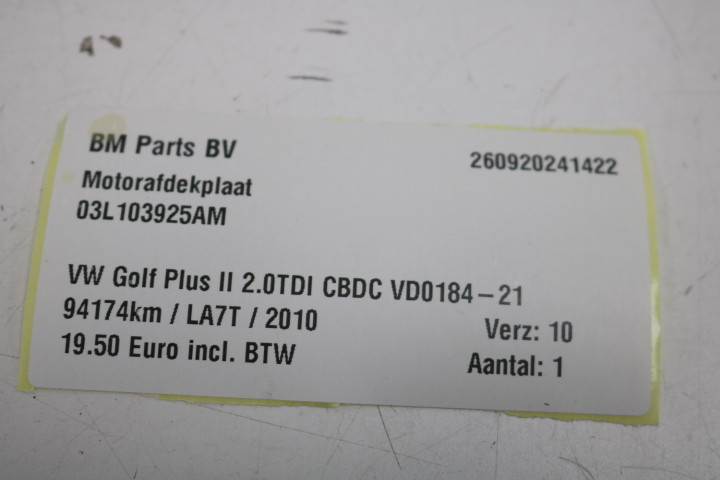 BM Parts BV 260920241422
Motorafdekplaat
03L103925AM
VW Golf Plus II 2.0TDI CBDC VD0184-21
94174km / LA7T / 2010 Verz: 10
19.50 Euro incl. BTW Aantal: 1